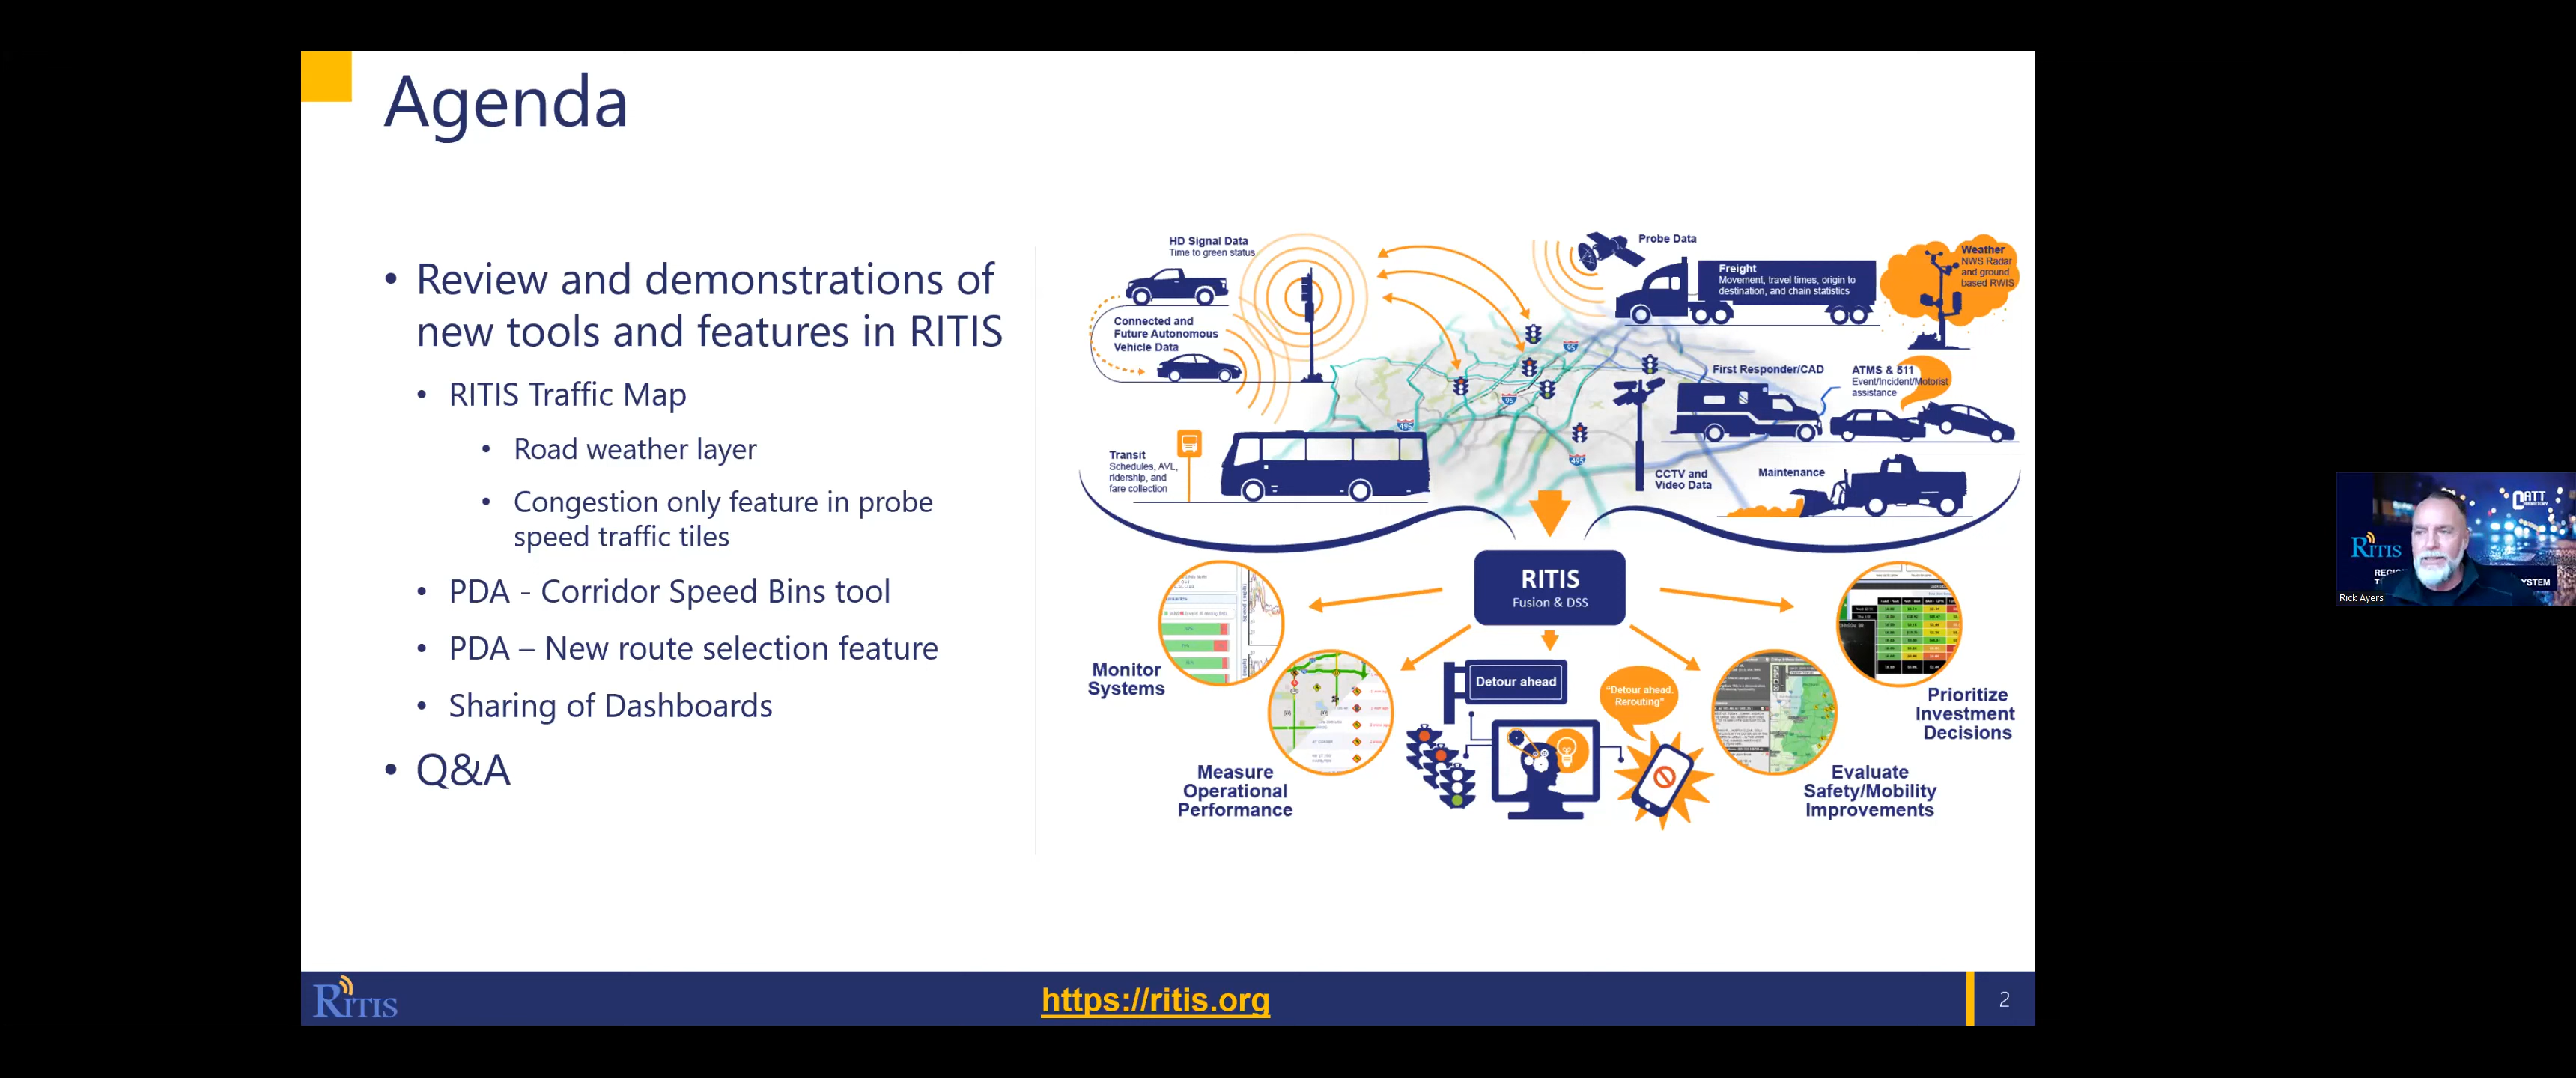 Agenda
• Review and demonstrations of
new tools and features in RITIS
• RITIS Traffic Map
• Road weather layer
• Congestion only feature in probe
speed traffic tiles
• PDA - Corridor Speed Bins tool
• PDA – New route selection feature
• Sharing of Dashboards
• Q&A
HD Signal Data
Time to green status
Connected and
Future Autonomous
Vehicle Data
Transit
Schedules, AVL,
ridership, and
fare collection
Probe Data
Freight
Movement, travel times, origin to
destination, and chain statistics
Weather
NWS Radar
and ground
based RWIS
First Responder/CAD
ATMS & 511
Event/Incident/Motorist
assistance
CCTV and
Video Data
Maintenance
95
95
495
495
RITIS
Fusion & DSS
Monitor
Systems
Measure
Operational
Performance
Detour ahead
"Detour ahead.
Rerouting"
Evaluate
Safety/Mobility
Improvements
Prioritize
Investment
Decisions
RITIS
https://ritis.org
2
CATT
RITIS
Rick Ayers